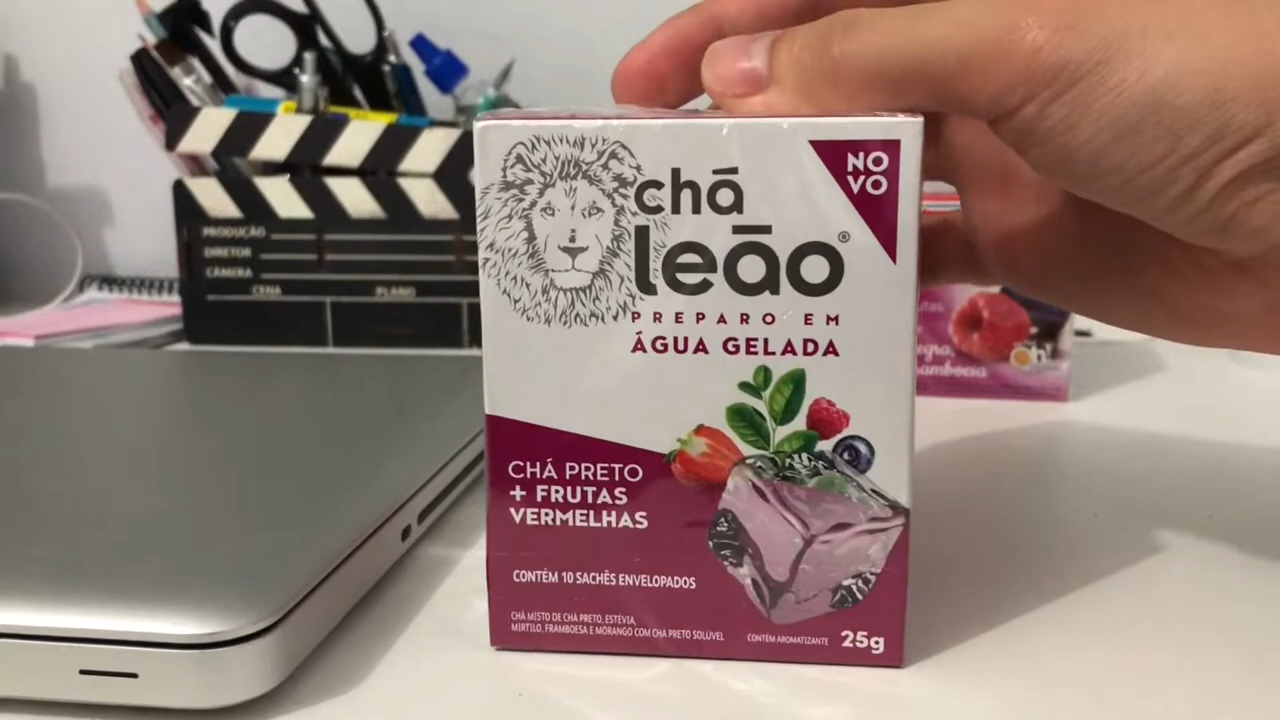 NO
VO
chá
leão®
PREPARO EM
ÁGUA GELADA
CHÁ PRETO
+ FRUTAS
VERMELHAS
CONTÉM 10 SACHÊS ENVELOPADOS
CHÁ MISTO DE CHÁ PRETO, ESTÉVIA,
MIRTILO, FRAMBOESA E MORANGO COM CHÁ PRETO SOLÚVEL
CONTÉM AROMATIZANTE
25g
PRODUÇÃO
DIRETOR
CÂMERA
CENA PLANO
Oh!